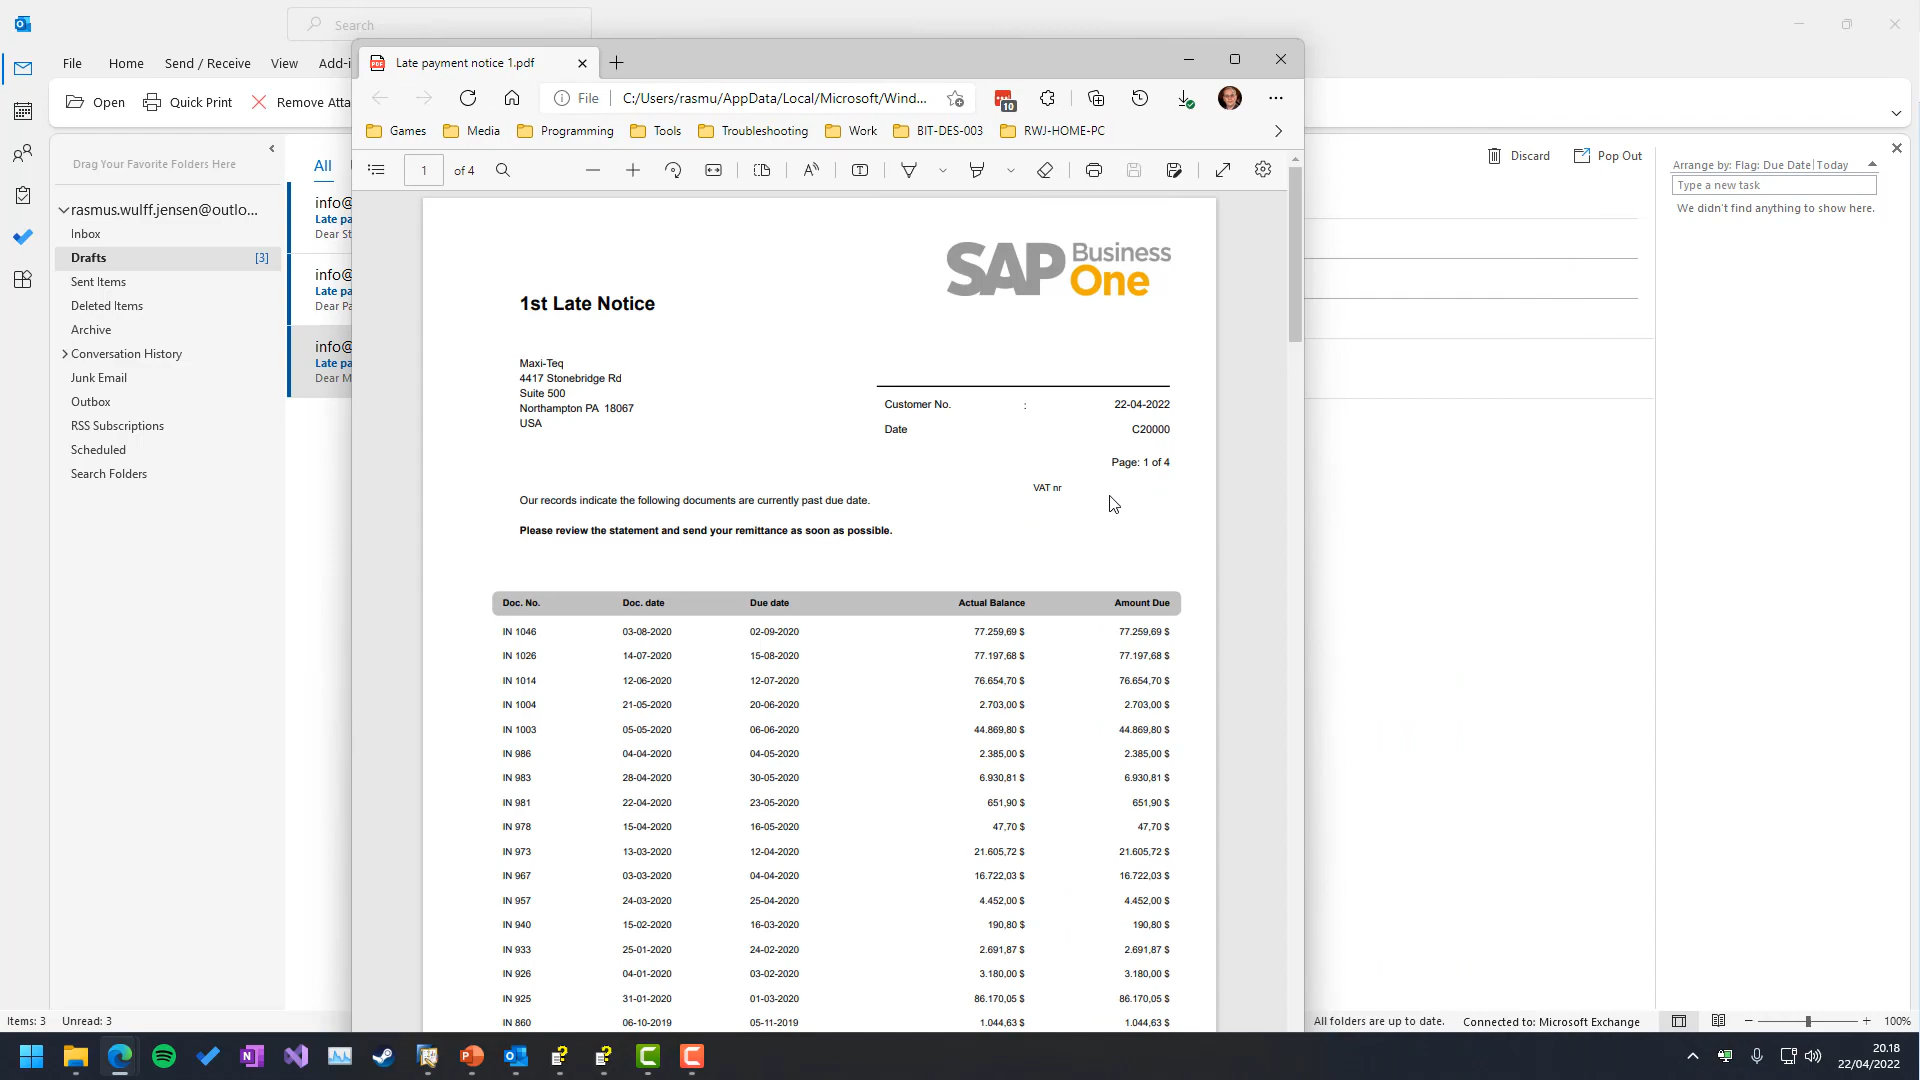 Search
File Home Send / Receive View Add-i
Open Quick Print Remove Atta
Drag Your Favorite Folders Here
rasmus.wulff.jensen@outlo...
Inbox
Drafts [3]
Sent Items
Deleted Items
Archive
Conversation History
Junk Email
Outbox
RSS Subscriptions
Scheduled
Search Folders
All
info@
Late pa
Dear St
info@
Late pa
Dear Pa
info@
Late pa
Dear M
Late payment notice 1.pdf
File C:/Users/rasmu/AppData/Local/Microsoft/Wind...
10
Games Media Programming Tools Troubleshooting Work BIT-DES-003 RWJ-HOME-PC
1 of 4
SAP Business One
1st Late Notice
Maxi-Teq
4417 Stonebridge Rd
Suite 500
Northampton PA 18067
USA
Customer No. : 22-04-2022
Date C20000
Page: 1 of 4
VAT nr
Our records indicate the following documents are currently past due date.
Please review the statement and send your remittance as soon as possible.
Doc. No. Doc. date Due date Actual Balance Amount Due
IN 1046 03-08-2020 02-09-2020 77.259,69 $ 77.259,69 $
IN 1026 14-07-2020 15-08-2020 77.197,68 $ 77.197,68 $
IN 1014 12-06-2020 12-07-2020 76.654,70 $ 76.654,70 $
IN 1004 21-05-2020 20-06-2020 2.703,00 $ 2.703,00 $
IN 1003 05-05-2020 06-06-2020 44.869,80 $ 44.869,80 $
IN 986 04-04-2020 04-05-2020 2.385,00 $ 2.385,00 $
IN 983 28-04-2020 30-05-2020 6.930,81 $ 6.930,81 $
IN 981 22-04-2020 23-05-2020 651,90 $ 651,90 $
IN 978 15-04-2020 16-05-2020 47,70 $ 47,70 $
IN 973 13-03-2020 12-04-2020 21.605,72 $ 21.605,72 $
IN 967 03-03-2020 04-04-2020 16.722,03 $ 16.722,03 $
IN 957 24-03-2020 25-04-2020 4.452,00 $ 4.452,00 $
IN 940 15-02-2020 16-03-2020 190,80 $ 190,80 $
IN 933 25-01-2020 24-02-2020 2.691,87 $ 2.691,87 $
IN 926 04-01-2020 03-02-2020 3.180,00 $ 3.180,00 $
IN 925 31-01-2020 01-03-2020 86.170,05 $ 86.170,05 $
IN 860 06-10-2019 05-11-2019 1.044,63 $ 1.044,63 $
Discard Pop Out
Arrange by: Flag: Due Date Today
Type a new task
We didn't find anything to show here.
Items: 3 Unread: 3
All folders are up to date. Connected to: Microsoft Exchange 100%
20.18
22/04/2022